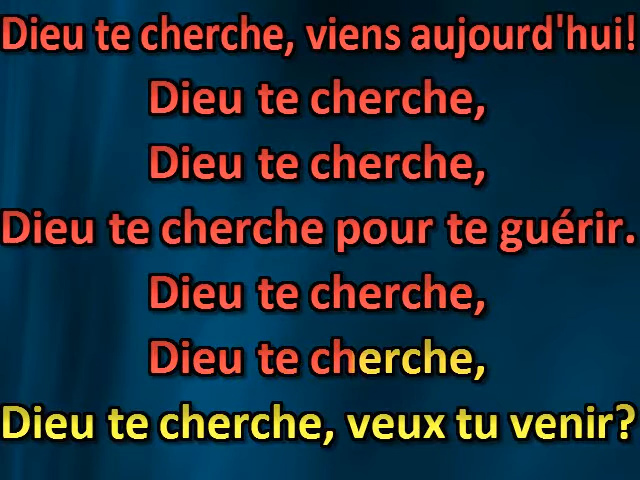 Dieu te cherche, viens aujourd'hui!
Dieu te cherche,
Dieu te cherche,
Dieu te cherche pour te guérir.
Dieu te cherche,
Dieu te cherche,
Dieu te cherche, veux tu venir?